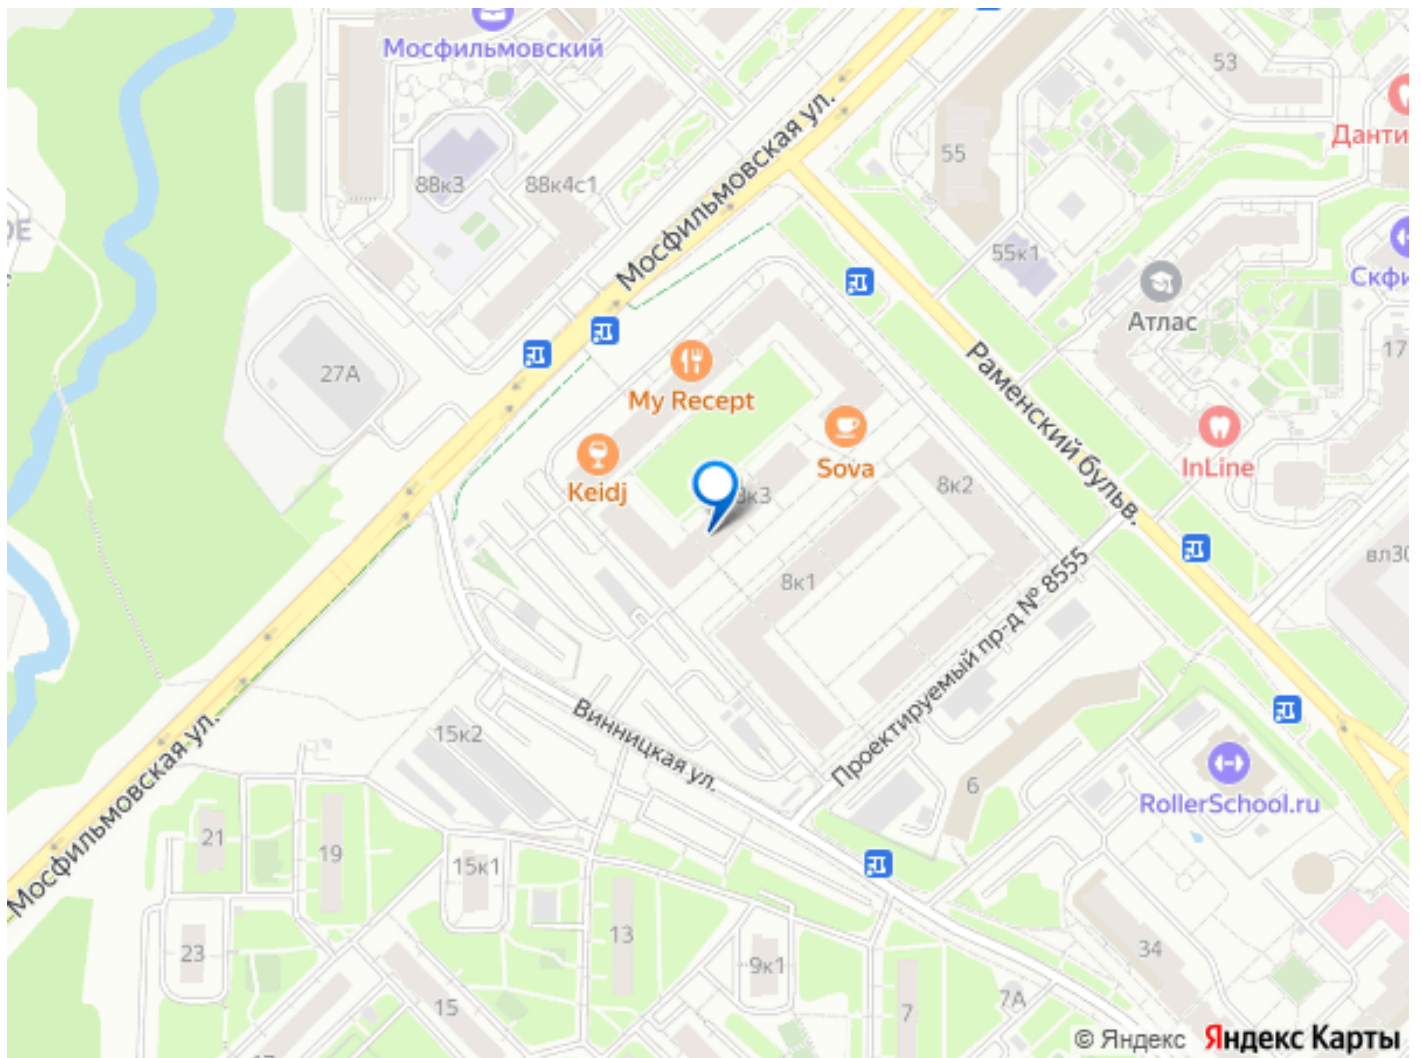 Мосфильмовский
53
Данти
55
88к3
88к4с1
Мосфильмовская ул.
55к1
Скфи
Атлас
27А
17
Раменский бульв.
My Recept
InLine
Sova
Keidj
8к2
8к3
вл30
8к1
Проектируемый пр-д № 8555
Винницкая ул.
15к2
Мосфильмовская ул.
6
RollerSchool.ru
21
19
15к1
13
34
23
9к1
15
7А
7
© Яндекс Яндекс Карты